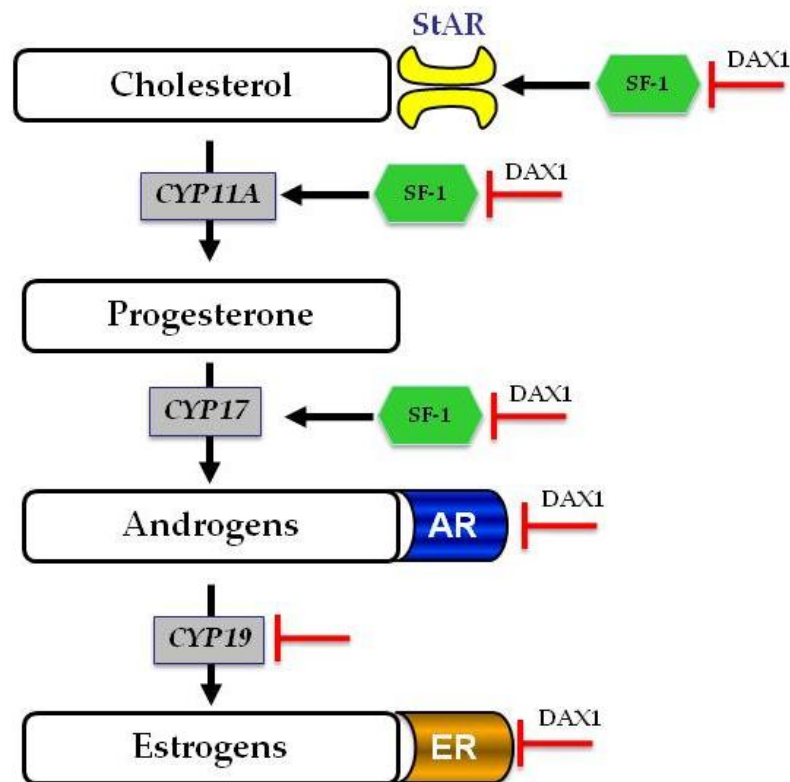 StAR
Cholesterol
SF-1
DAX1
CYP11A
SF-1
DAX1
Progesterone
CYP17
SF-1
DAX1
Androgens
AR
DAX1
CYP19
Estrogens
ER
DAX1